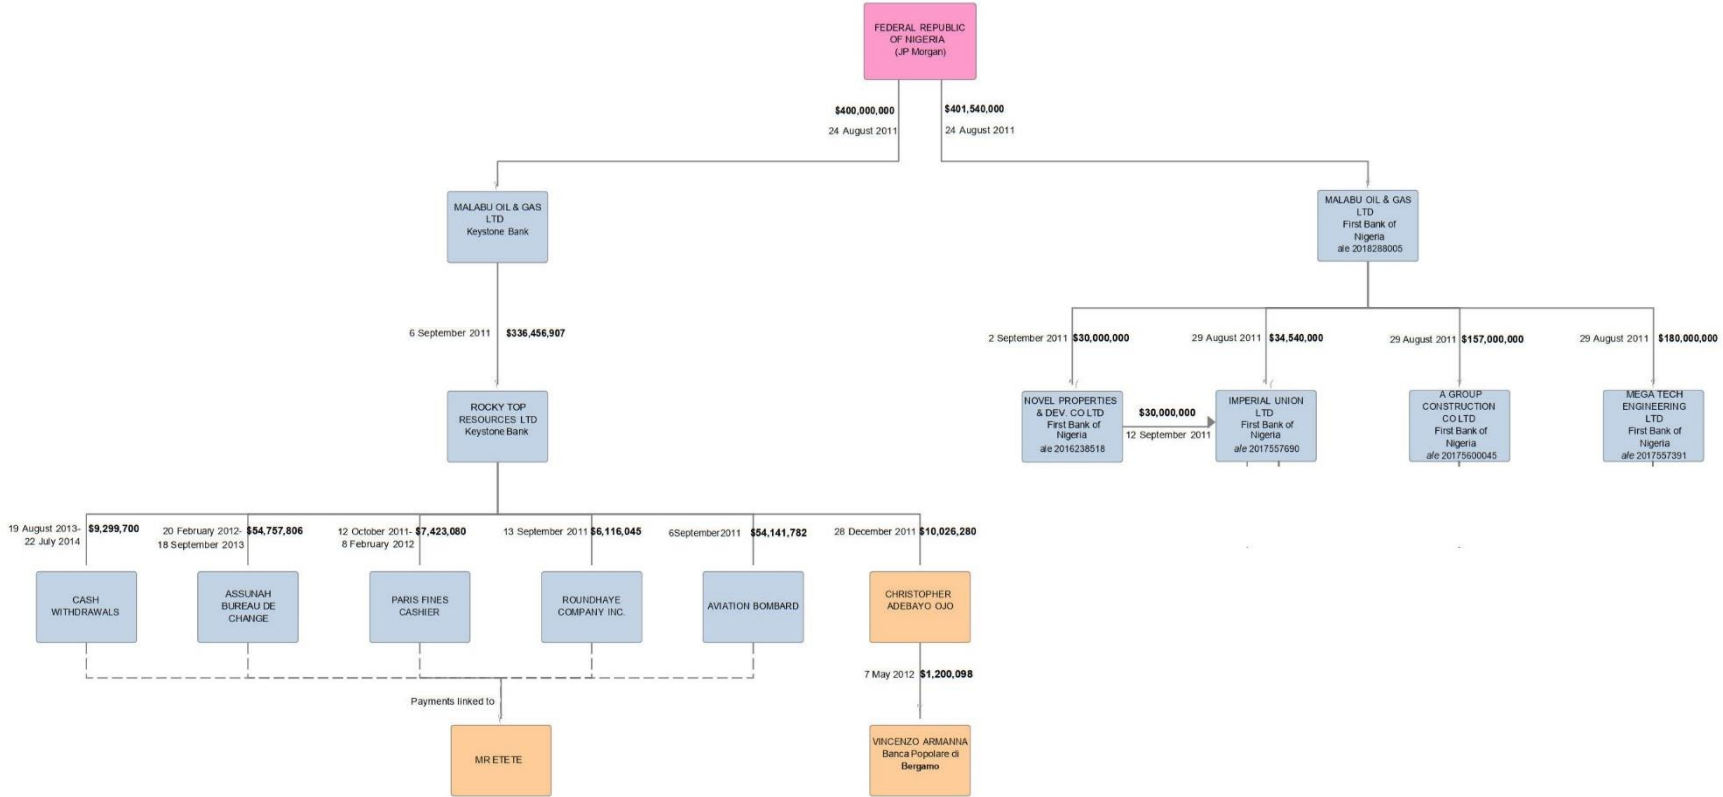 FEDERAL REPUBLIC
OF NIGERIA
(JP Morgan)
$400,000,000
24 August 2011
$401,540,000
24 August 2011
MALABU OIL & GAS
LTD
Keystone Bank
MALABU OIL & GAS
LTD
First Bank of
Nigeria
ale 2018288005
6 September 2011 $336,456,907
2 September 2011 $30,000,000
29 August 2011 $34,540,000
29 August 2011 $157,000,000
29 August 2011 $180,000,000
ROCKY TOP
RESOURCES LTD
Keystone Bank
NOVEL PROPERTIES
& DEV. CO LTD
First Bank of
Nigeria
ale 2016238518
$30,000,000
12 September 2011
IMPERIAL UNION
LTD
First Bank of
Nigeria
ale 2017557690
A GROUP
CONSTRUCTION
CO LTD
First Bank of
Nigeria
ale 20175600045
MEGA TECH
ENGINEERING
LTD
First Bank of
Nigeria
ale 2017557391
19 August 2013- $9,299,700
22 July 2014
20 February 2012- $54,757,806
18 September 2013
12 October 2011- $7,423,080
8 February 2012
13 September 2011 $6,116,045
6September2011 $54,141,782
28 December 2011 $10,026,280
CASH
WITHDRAWALS
ASSUNAH
BUREAU DE
CHANGE
PARIS FINES
CASHIER
ROUNDHAYE
COMPANY INC.
AVIATION BOMBARD
CHRISTOPHER
ADEBAYO OJO
7 May 2012 $1,200,098
Payments linked to
MR ETETE
VINCENZO ARMANNA
Banca Popolare di
Bergamo